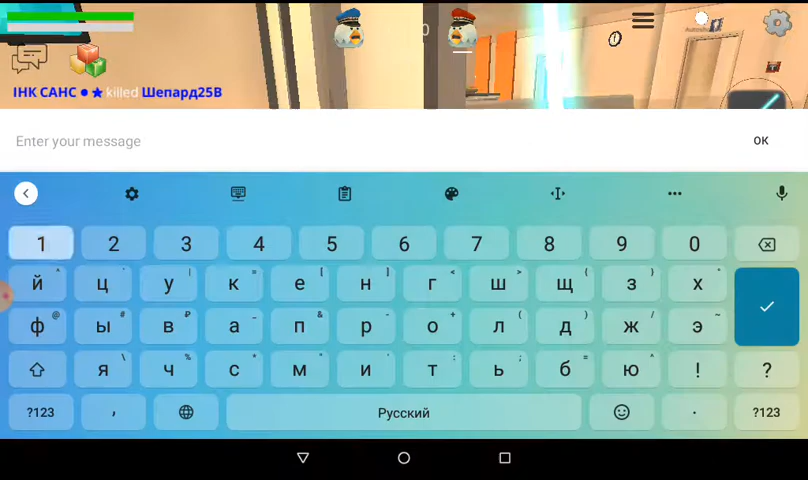 0
IHK CAHC ● ★ killed Шепард25В
Enter your message
OK
1 2 3 4 5 6 7 8 9 0
й ^ ц ' у | к = е [ н ] г < ш > щ { з } х *
ф @ ы # в ₽ а _ п & р - о + л ( д ) ж / э ~
я \ ч % с * м " и ' т : ь ; б = ю ^ ! ?
?123 , Русский . ?123